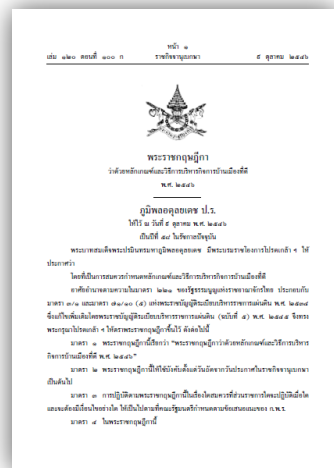 หน้า ๑
เล่ม ๑๒๐ ตอนที่ ๑๐๐ ก ราชกิจจานุเบกษา ๙ ตุลาคม ๒๕๔๖
พระราชกฤษฎีกา
ว่าด้วยหลักเกณฑ์และวิธีการบริหารกิจการบ้านเมืองที่ดี
พ.ศ. ๒๕๔๖
ภูมิพลอดุลยเดช ป.ร.
ให้ไว้ ณ วันที่ ๙ ตุลาคม พ.ศ. ๒๕๔๖
เป็นปีที่ ๕๘ ในรัชกาลปัจจุบัน
พระบาทสมเด็จพระปรมินทรมหาภูมิพลอดุลยเดช มีพระบรมราชโองการโปรดเกล้า ฯ ให้
ประกาศว่า
โดยที่เป็นการสมควรกำหนดหลักเกณฑ์และวิธีการบริหารกิจการบ้านเมืองที่ดี
อาศัยอำนาจตามความในมาตรา ๒๒๑ ของรัฐธรรมนูญแห่งราชอาณาจักรไทย ประกอบกับ
มาตรา ๓/๑ และมาตรา ๗๑/๑๐ (๕) แห่งพระราชบัญญัติระเบียบบริหารราชการแผ่นดิน พ.ศ. ๒๕๓๔
ซึ่งแก้ไขเพิ่มเติมโดยพระราชบัญญัติระเบียบบริหารราชการแผ่นดิน (ฉบับที่ ๕) พ.ศ. ๒๕๔๕ จึงทรง
พระกรุณาโปรดเกล้า ฯ ให้ตราพระราชกฤษฎีกาขึ้นไว้ ดังต่อไปนี้
มาตรา ๑ พระราชกฤษฎีกานี้เรียกว่า “พระราชกฤษฎีกาว่าด้วยหลักเกณฑ์และวิธีการบริหาร
กิจการบ้านเมืองที่ดี พ.ศ. ๒๕๔๖”
มาตรา ๒ พระราชกฤษฎีกานี้ให้ใช้บังคับตั้งแต่วันถัดจากวันประกาศในราชกิจจานุเบกษา
เป็นต้นไป
มาตรา ๓ การปฏิบัติตามพระราชกฤษฎีกานี้ในเรื่องใดสมควรที่ส่วนราชการใดจะปฏิบัติเมื่อใด
และจะต้องมีเงื่อนไขอย่างใด ให้เป็นไปตามที่คณะรัฐมนตรีกำหนดตามข้อเสนอแนะของ ก.พ.ร.
มาตรา ๔ ในพระราชกฤษฎีกานี้